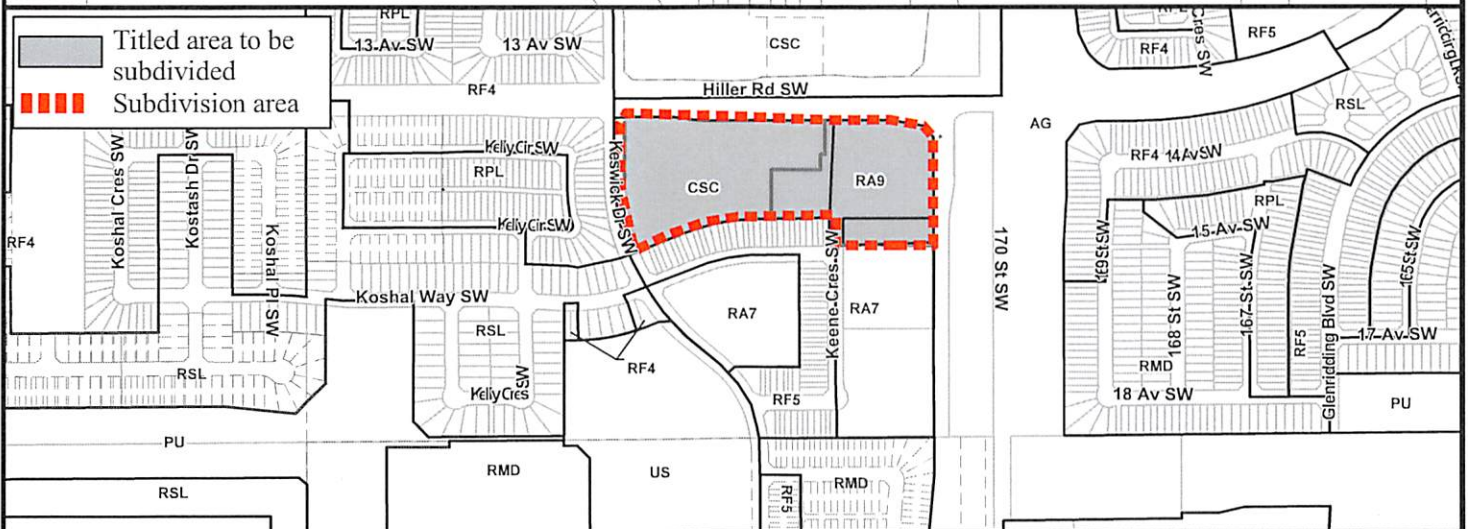 Titled area to be
subdivided
Subdivision area
RPL
13 Av SW
13 Av SW
RF4
CSC
Hiller Rd SW
RF4
Cres SW
RF5
RSL
AG
RF4
14 Av SW
RPL
15 Av SW
Koshal Cres SW
Kostash Dr SW
Koshal Pl SW
Kelly Cir SW
RPL
Kelly Cir SW
Keswick Dr SW
CSC
RA9
RF4
Koshal Way SW
RSL
RSL
Kelly Cres
SW
RF4
RA7
Keene Cres SW
RA7
170 St SW
RF5
169 St SW
168 St SW
167 St SW
RF5
Glenridding Blvd SW
165 St SW
17 Av SW
RMD
18 Av SW
PU
PU
RSL
RMD
US
RF5
RMD